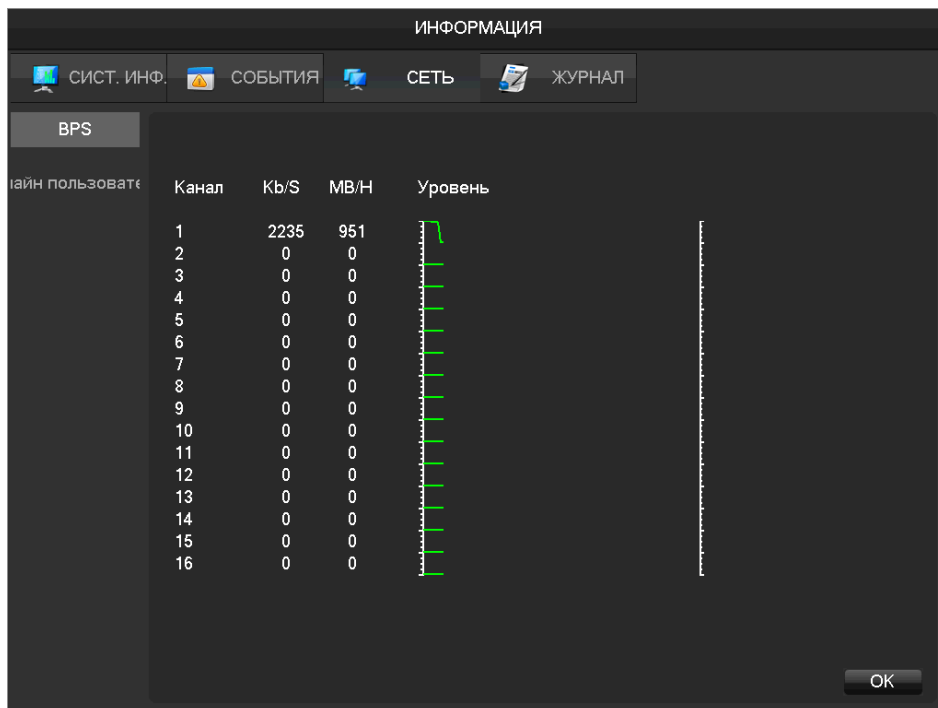 ИНФОРМАЦИЯ
СИСТ. ИНФ. СОБЫТИЯ СЕТЬ ЖУРНАЛ
BPS
лайн пользовате
Канал Kb/S MB/H Уровень
1 2235 951
2 0 0
3 0 0
4 0 0
5 0 0
6 0 0
7 0 0
8 0 0
9 0 0
10 0 0
11 0 0
12 0 0
13 0 0
14 0 0
15 0 0
16 0 0
OK